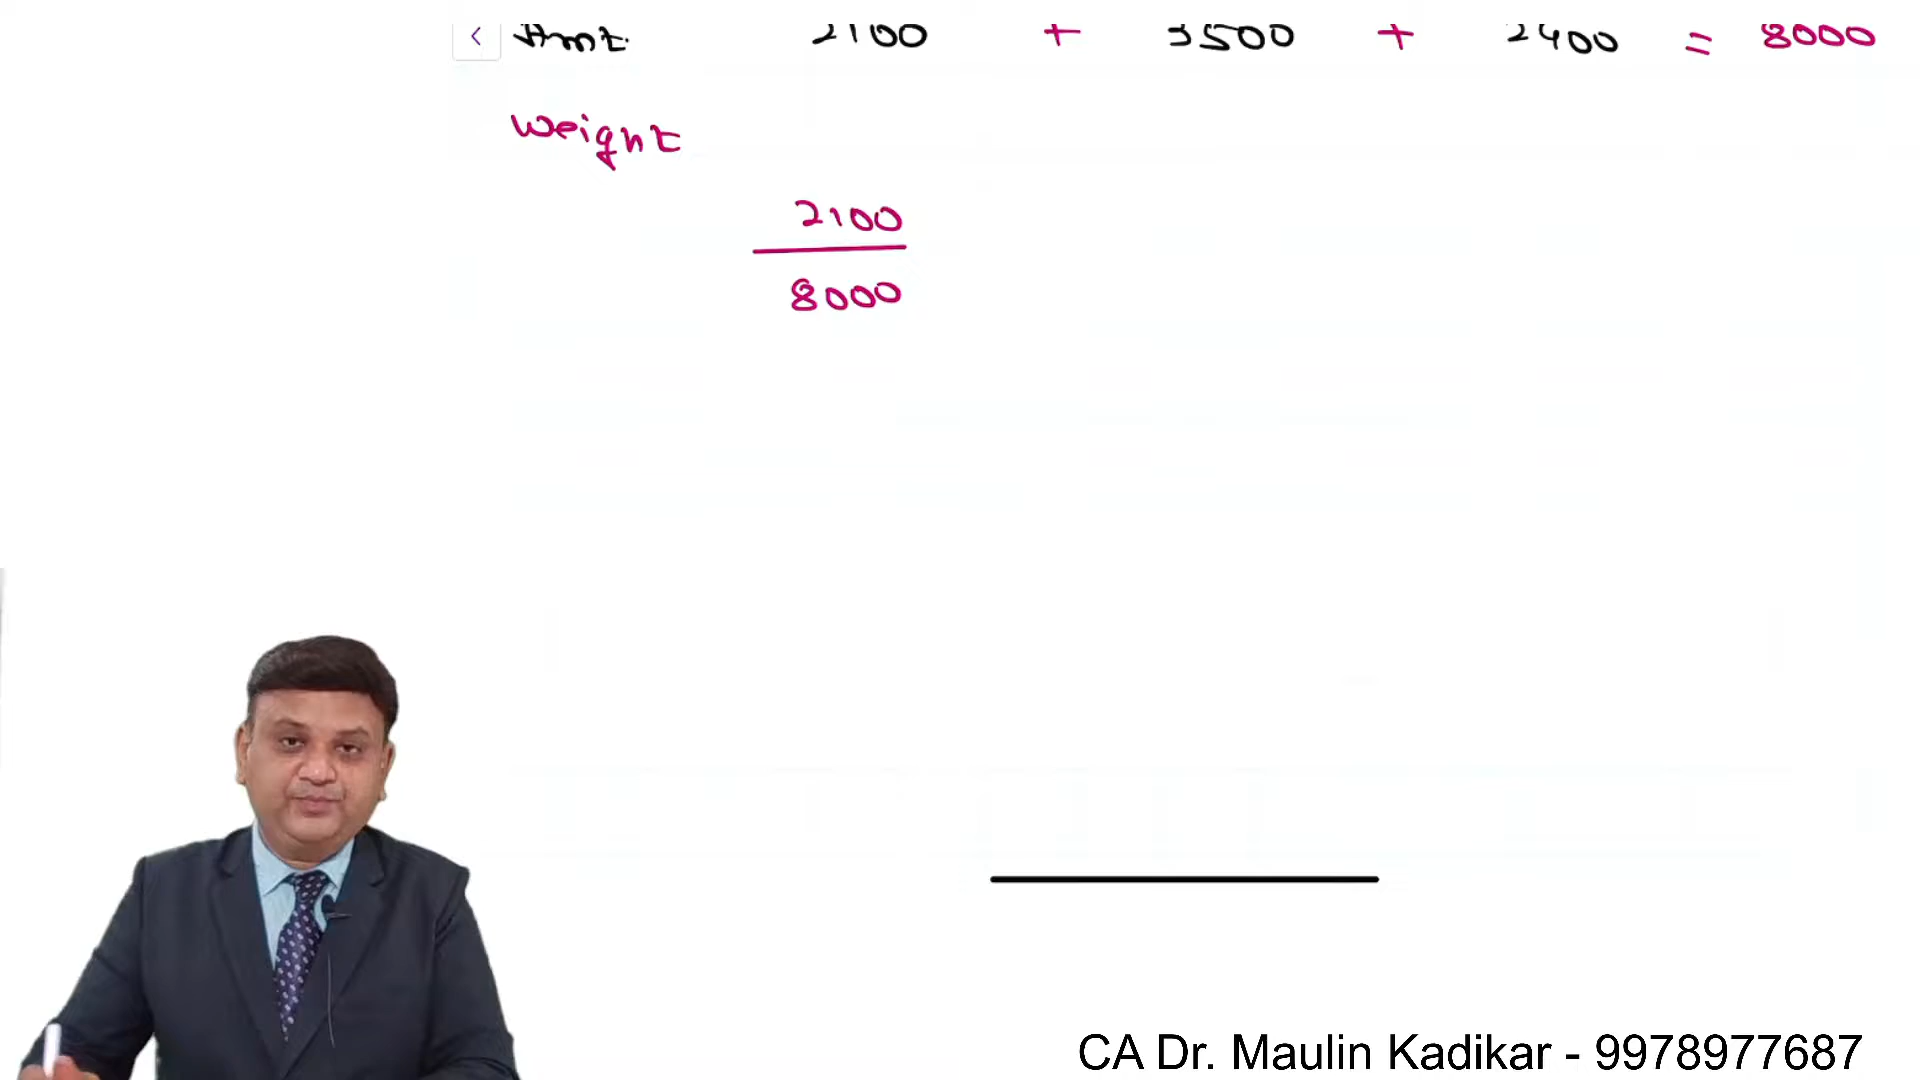 Amt. 2100 + 3500 + 2400 = 8000
weight
2100
8000
CA Dr. Maulin Kadikar - 9978977687